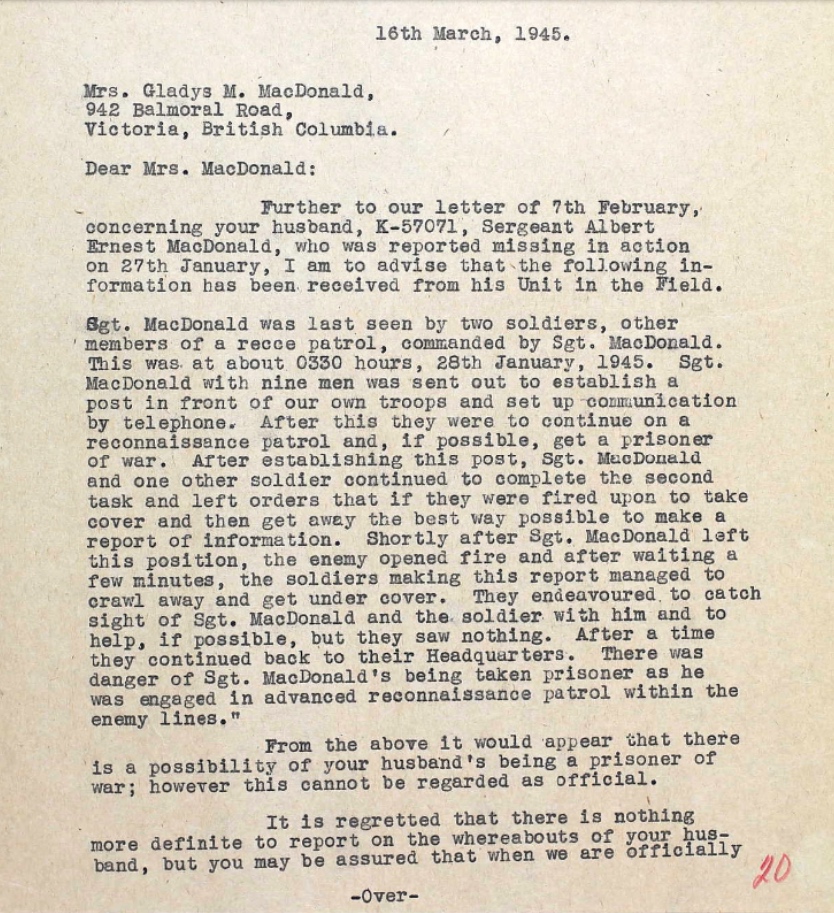 16th March, 1945.
Mrs. Gladys M. MacDonald,
942 Balmoral Road,
Victoria, British Columbia.
Dear Mrs. MacDonald:
Further to our letter of 7th February,
concerning your husband, K-57071, Sergeant Albert
Ernest MacDonald, who was reported missing in action
on 27th January, I am to advise that the following in-
formation has been received from his Unit in the Field.
Sgt. MacDonald was last seen by two soldiers, other
members of a recce patrol, commanded by Sgt. MacDonald.
This was at about 0330 hours, 28th January, 1945. Sgt.
MacDonald with nine men was sent out to establish a
post in front of our own troops and set up communication
by telephone. After this they were to continue on a
reconnaissance patrol and, if possible, get a prisoner
of war. After establishing this post, Sgt. MacDonald
and one other soldier continued to complete the second
task and left orders that if they were fired upon to take
cover and then get away the best way possible to make a
report of information. Shortly after Sgt. MacDonald left
this position, the enemy opened fire and after waiting a
few minutes, the soldiers making this report managed to
crawl away and get under cover. They endeavoured to catch
sight of Sgt. MacDonald and the soldier with him and to
help, if possible, but they saw nothing. After a time
they continued back to their Headquarters. There was
danger of Sgt. MacDonald's being taken prisoner as he
was engaged in advanced reconnaissance patrol within the
enemy lines."
From the above it would appear that there
is a possibility of your husband's being a prisoner of
war; however this cannot be regarded as official.
It is regretted that there is nothing
more definite to report on the whereabouts of your hus-
band, but you may be assured that when we are officially
20
-Over-